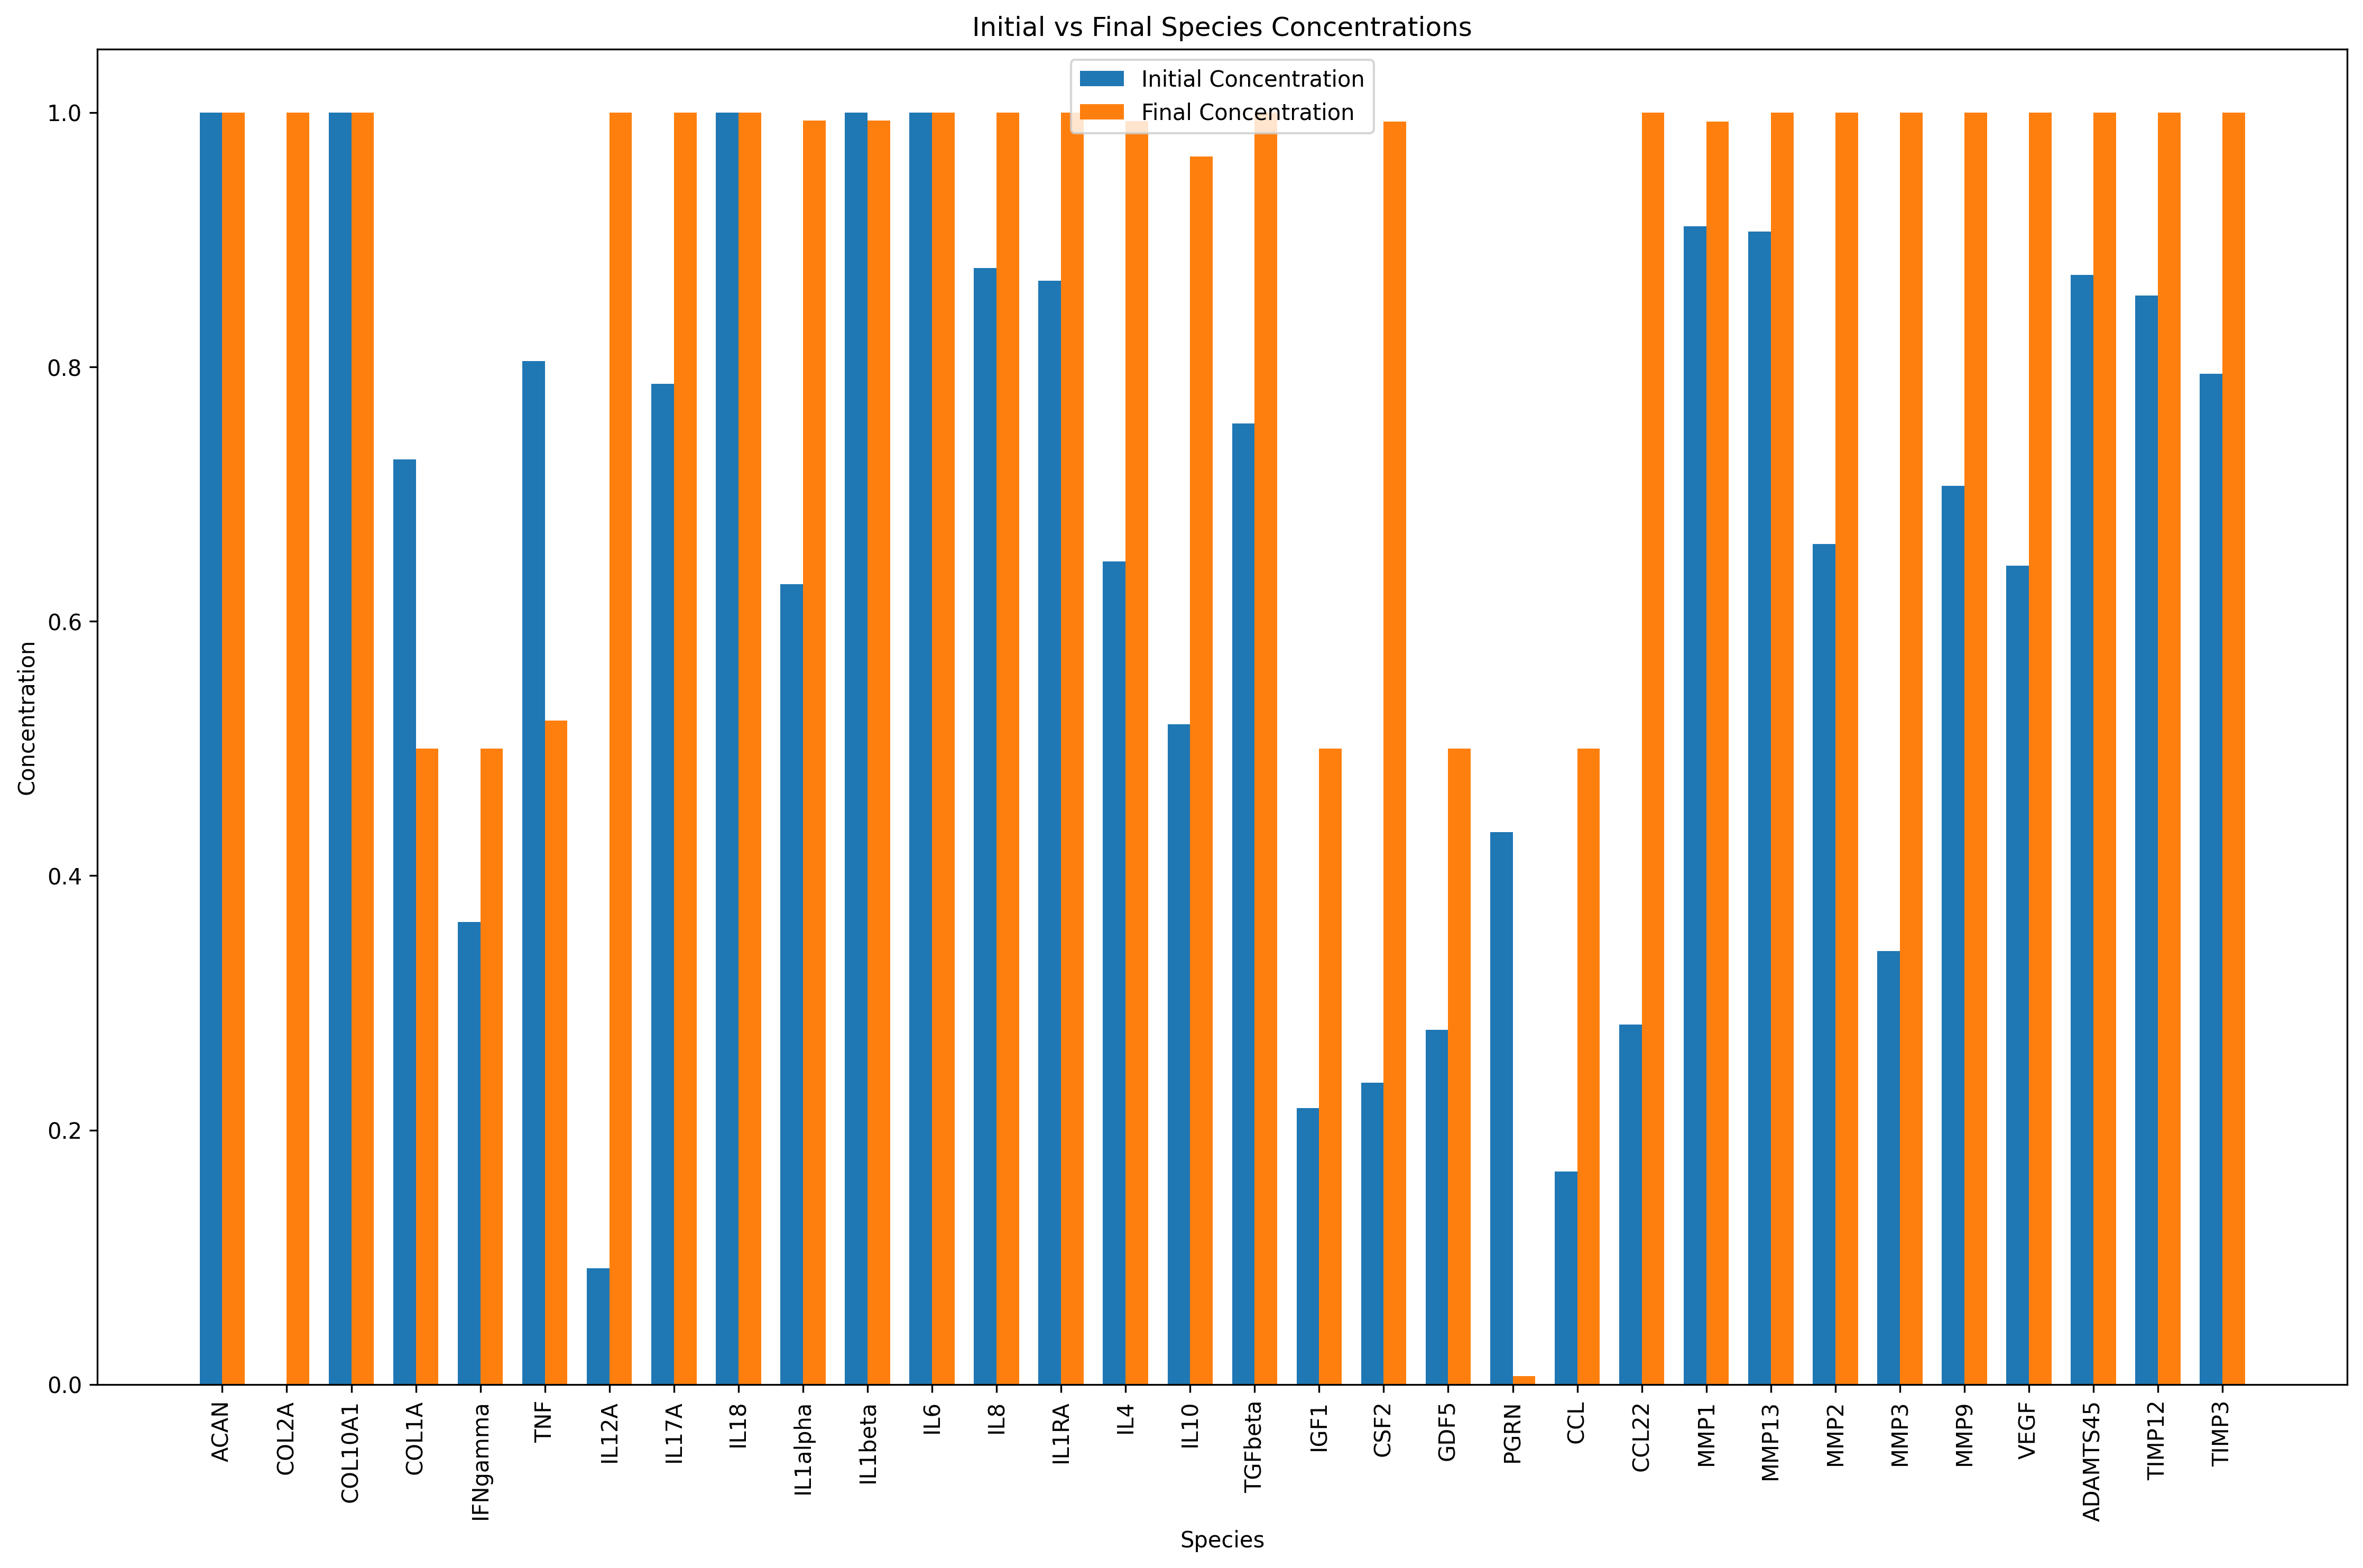 Initial vs Final Species Concentrations
Initial Concentration
Final Concentration
Concentration
1.0
0.8
0.6
0.4
0.2
0.0
ACAN
COL2A
COL10A1
COL1A
IFNgamma
TNF
IL12A
IL17A
IL18
IL1alpha
IL1beta
IL6
IL8
IL1RA
IL4
IL10
TGFbeta
IGF1
CSF2
GDF5
PGRN
CCL
CCL22
MMP1
MMP13
MMP2
MMP3
MMP9
VEGF
ADAMTS45
TIMP12
TIMP3
Species